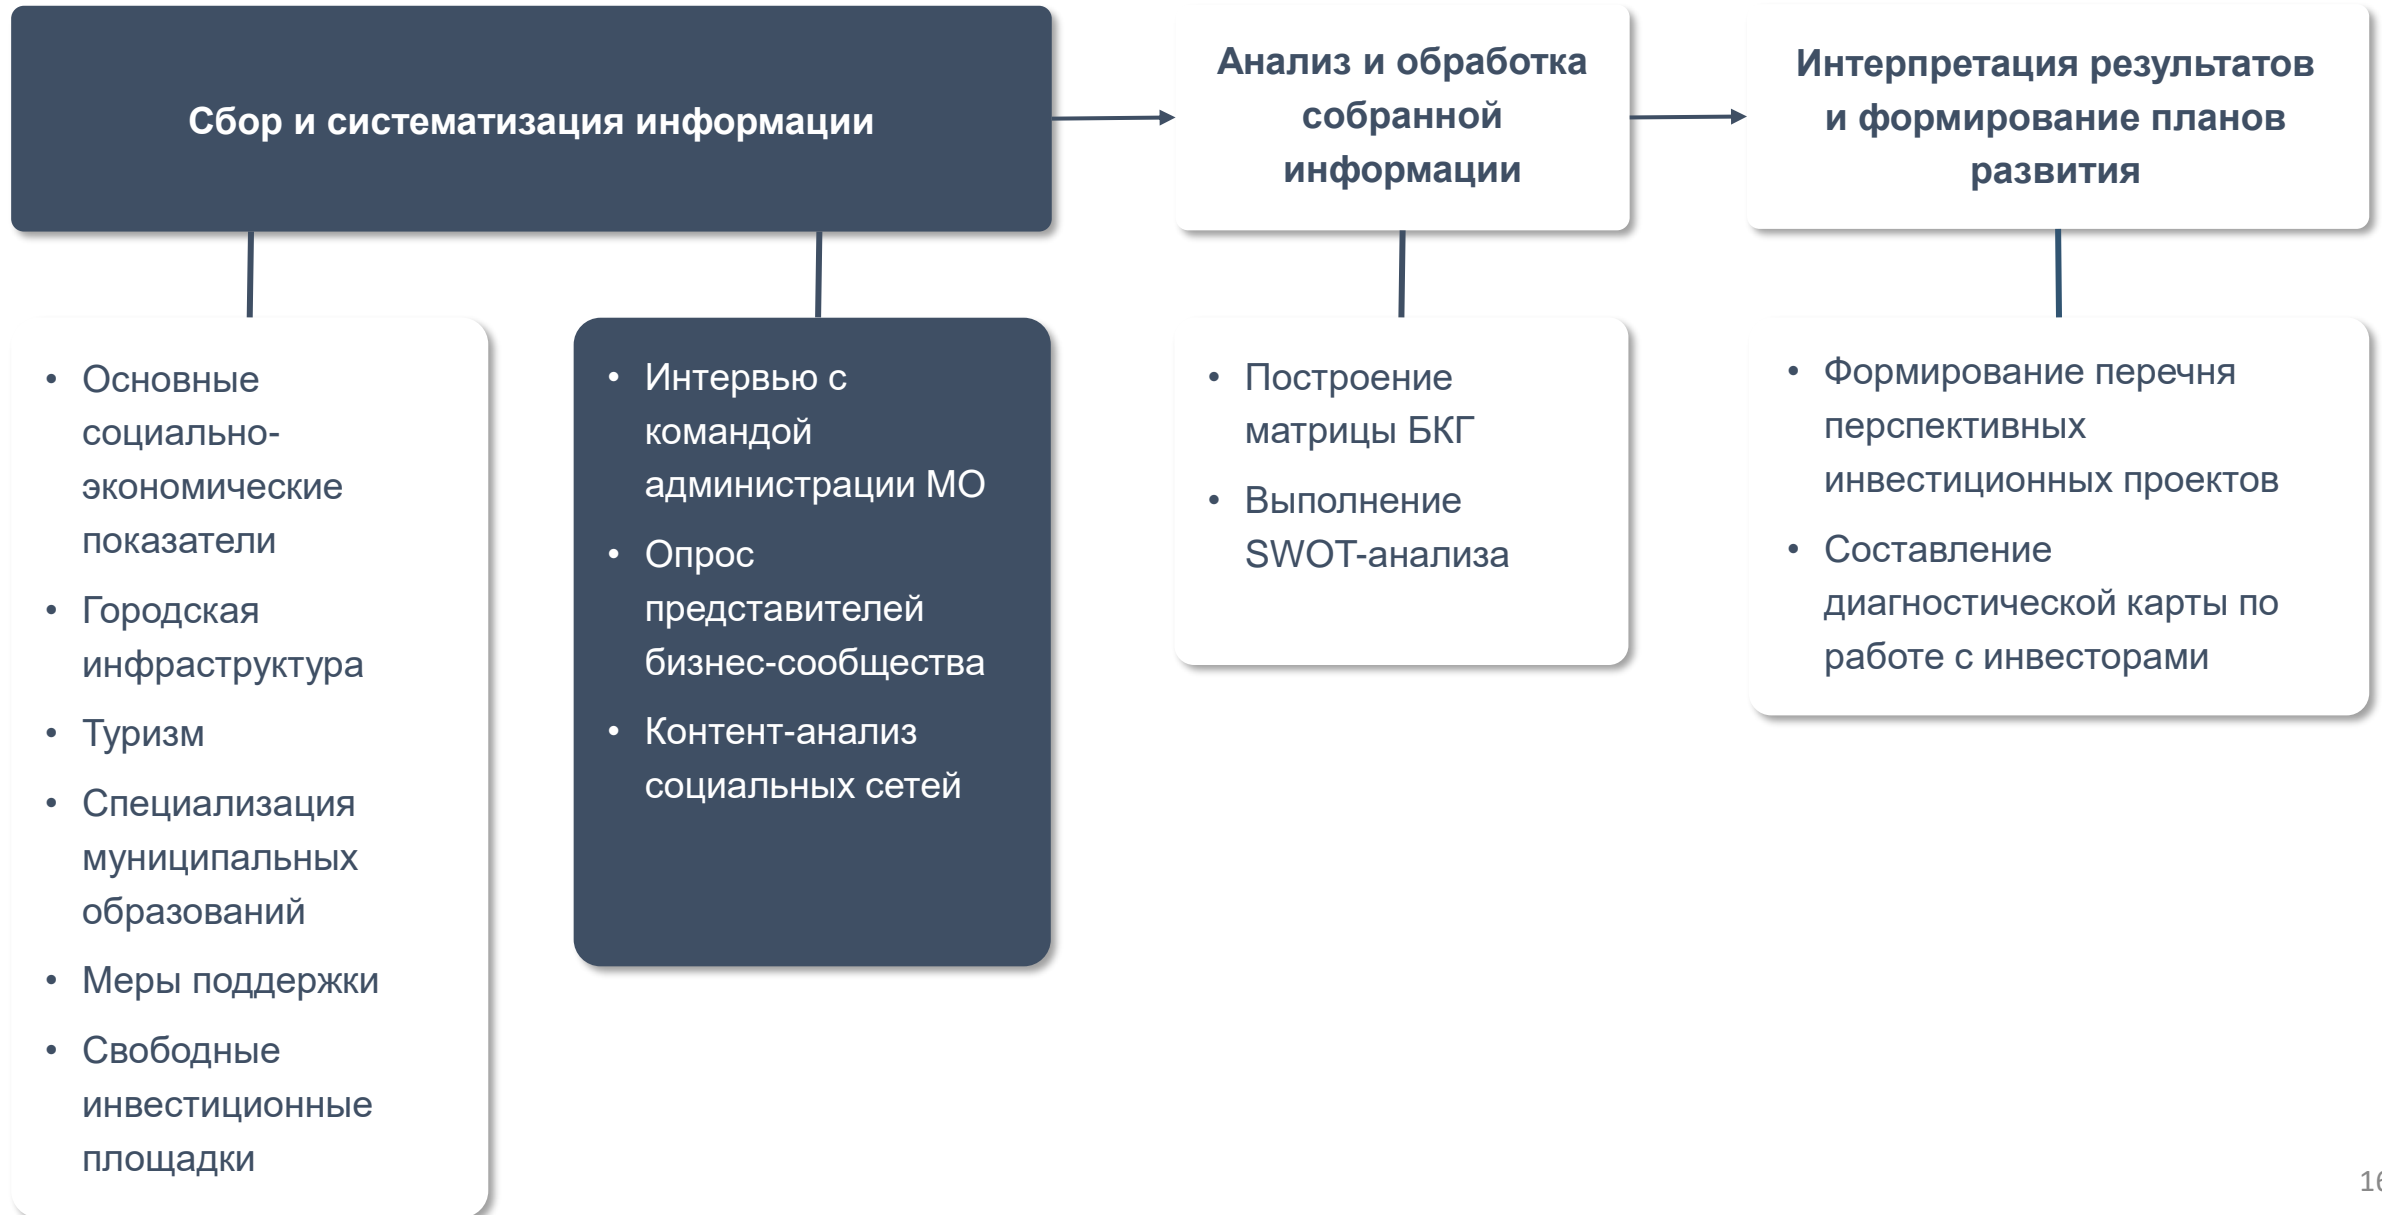 Сбор и систематизация информации
Анализ и обработка
собранной
информации
Интерпретация результатов
и формирование планов
развития
• Основные
социально-
экономические
показатели
• Городская
инфраструктура
• Туризм
• Специализация
муниципальных
образований
• Меры поддержки
• Свободные
инвестиционные
площадки
• Интервью с
командой
администрации МО
• Опрос
представителей
бизнес-сообщества
• Контент-анализ
социальных сетей
• Построение
матрицы БКГ
• Выполнение
SWOT-анализа
• Формирование перечня
перспективных
инвестиционных проектов
• Составление
диагностической карты по
работе с инвесторами
16